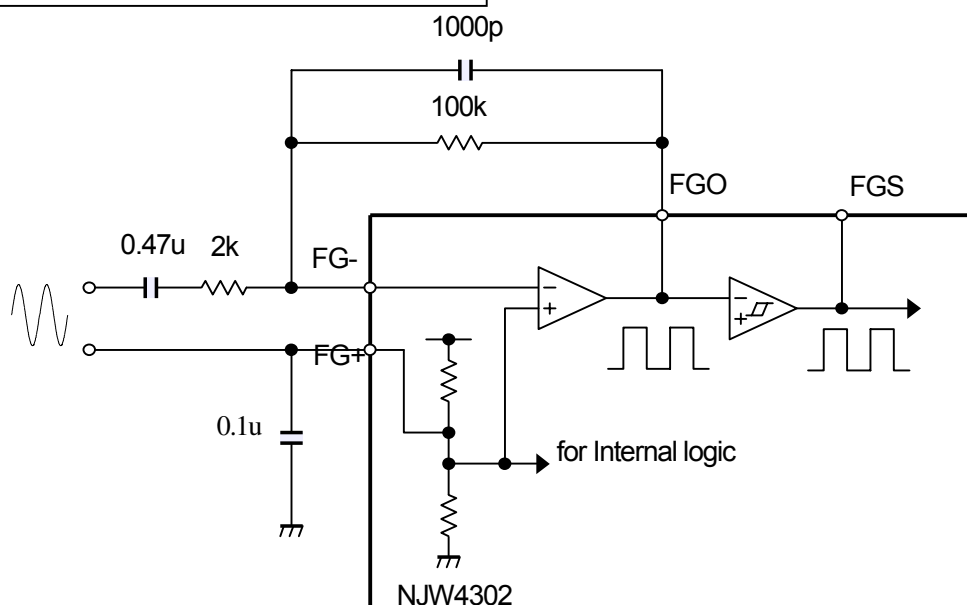 1000p
100k
FGO
FGS
0.47u
2k
FG-
FG+
0.1u
for Internal logic
NJW4302